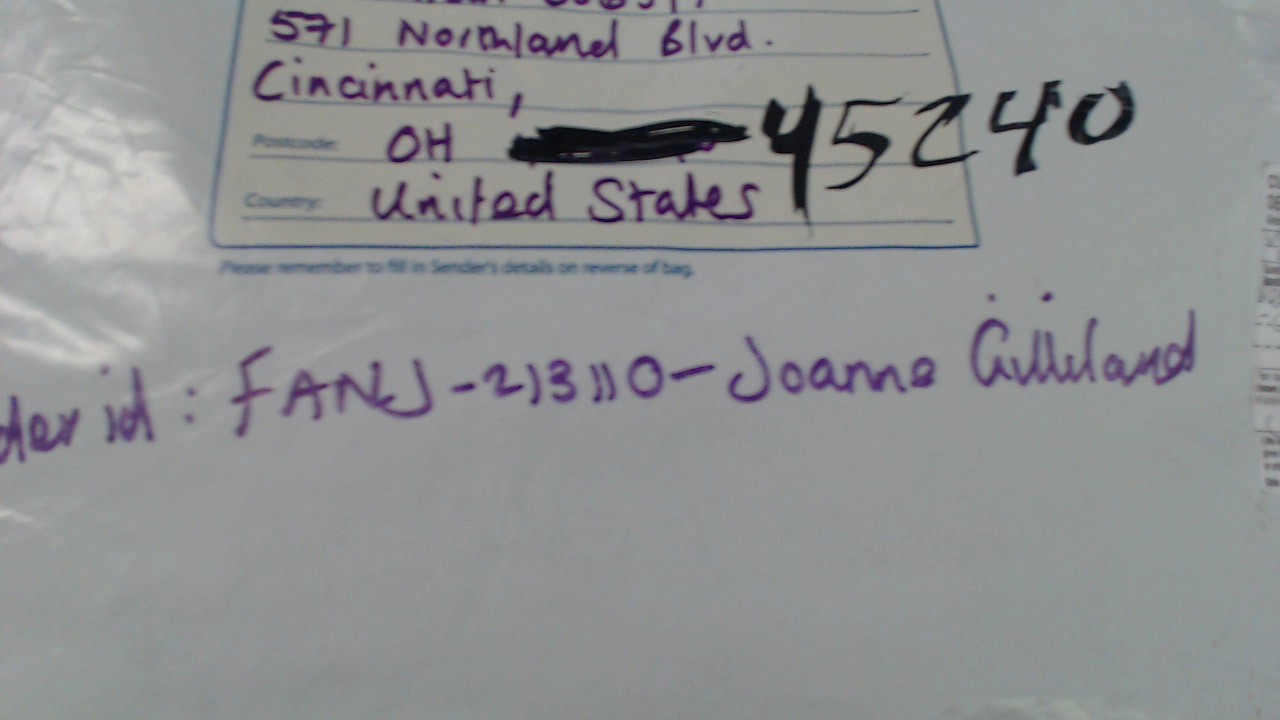 571 Northland Blvd.
Cincinnati,
Postcode: OH 45240
Country: United States
Please remember to fill in Sender's details on reverse of bag.
der id: FANJ-213110-Joanne Gilleland